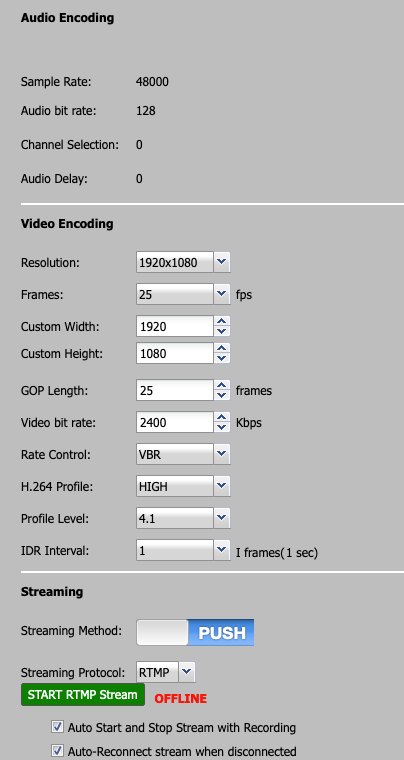 Audio Encoding
Sample Rate: 48000
Audio bit rate: 128
Channel Selection: 0
Audio Delay: 0
Video Encoding
Resolution: 1920x1080
Frames: 25 fps
Custom Width: 1920
Custom Height: 1080
GOP Length: 25 frames
Video bit rate: 2400 Kbps
Rate Control: VBR
H.264 Profile: HIGH
Profile Level: 4.1
IDR Interval: 1 I frames(1 sec)
Streaming
Streaming Method: PUSH
Streaming Protocol: RTMP
START RTMP Stream OFFLINE
Auto Start and Stop Stream with Recording
Auto-Reconnect stream when disconnected